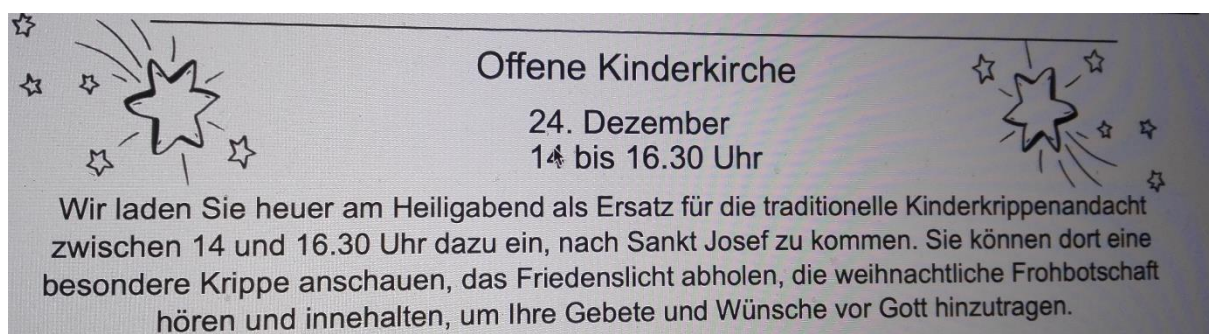 Offene Kinderkirche
24. Dezember
14 bis 16.30 Uhr
Wir laden Sie heuer am Heiligabend als Ersatz für die traditionelle Kinderkrippenandacht
zwischen 14 und 16.30 Uhr dazu ein, nach Sankt Josef zu kommen. Sie können dort eine
besondere Krippe anschauen, das Friedenslicht abholen, die weihnachtliche Frohbotschaft
hören und innehalten, um Ihre Gebete und Wünsche vor Gott hinzutragen.